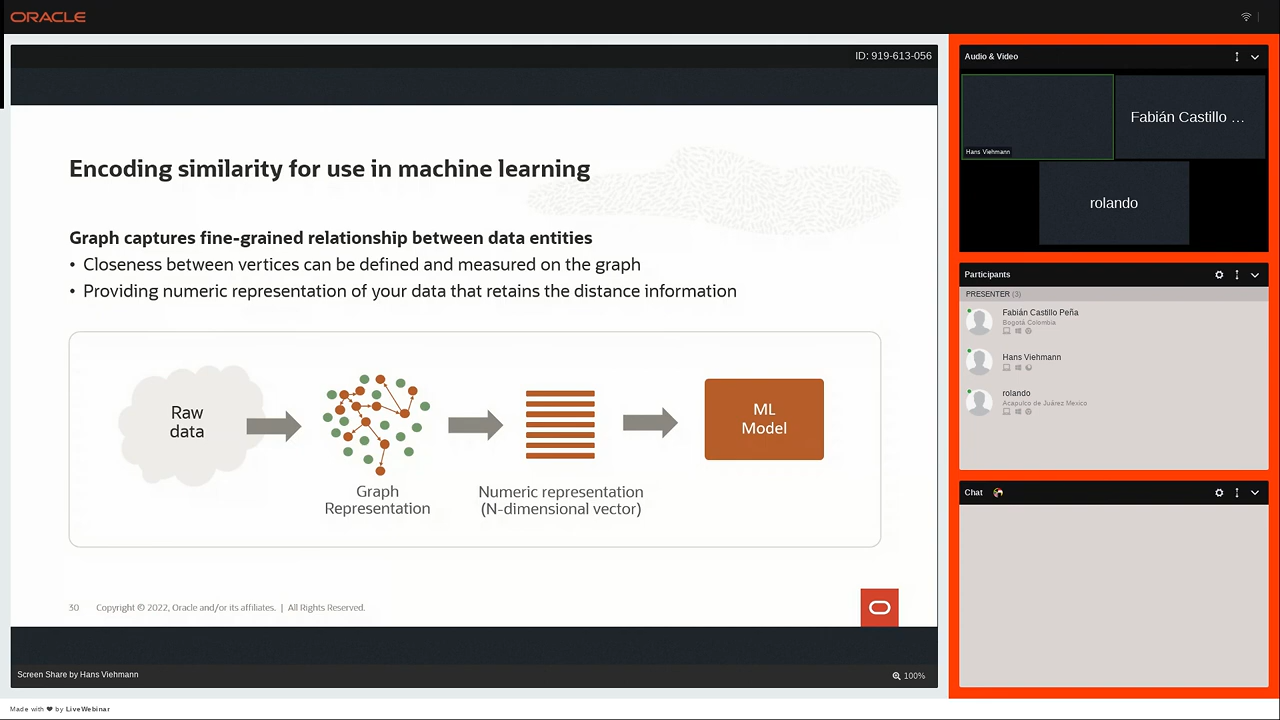 ORACLE
ID: 919-613-056
Encoding similarity for use in machine learning
Graph captures fine-grained relationship between data entities
• Closeness between vertices can be defined and measured on the graph
• Providing numeric representation of your data that retains the distance information
Raw
data
Graph
Representation
Numeric representation
(N-dimensional vector)
ML
Model
30 Copyright © 2022, Oracle and/or its affiliates. | All Rights Reserved.
Screen Share by Hans Viehmann
100%
Audio & Video
Hans Viehmann
Fabián Castillo ...
rolando
Participants
PRESENTER (3)
Fabián Castillo Peña
Bogotá Colombia
Hans Viehmann
rolando
Acapulco de Juárez Mexico
Chat
Made with ❤ by LiveWebinar